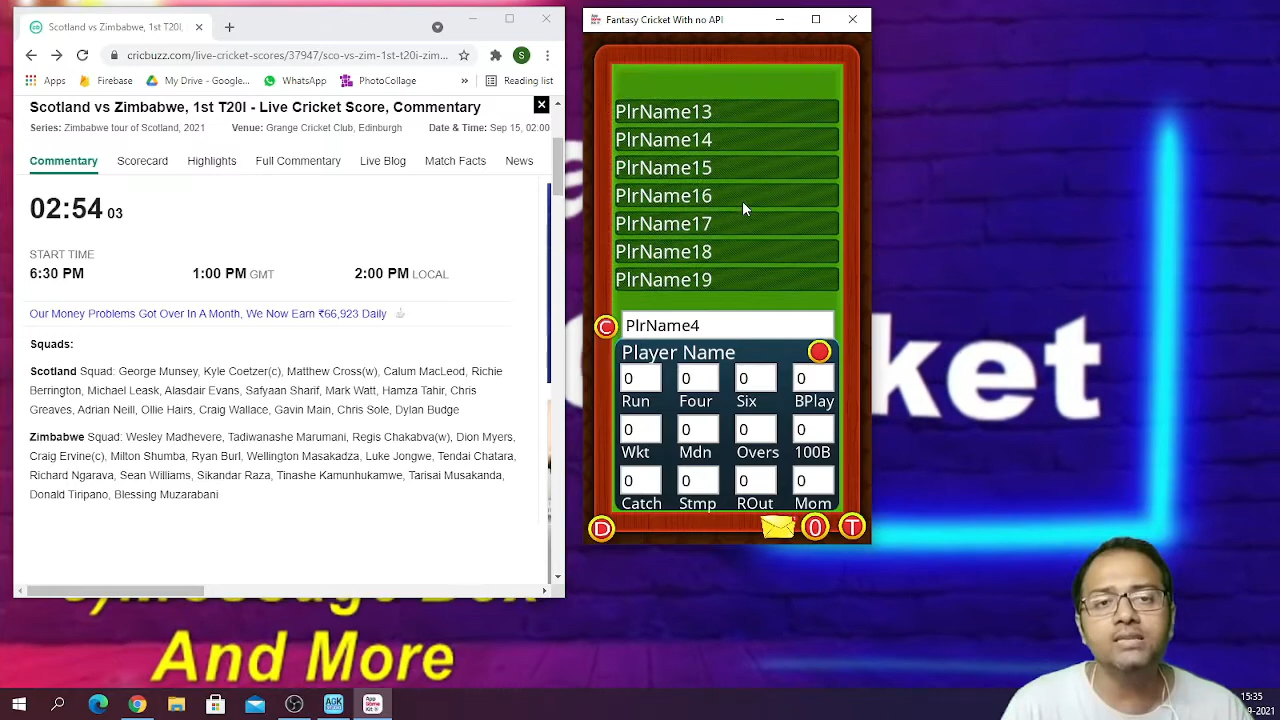 Scotland vs Zimbabwe, 1st T20I,
cricbuzz.com/live-cricket-scores/37947/sco-vs-zim-1st-t20i-zim...
S
Apps
Firebase
My Drive - Google...
WhatsApp
PhotoCollage
»
Reading list
Scotland vs Zimbabwe, 1st T20I - Live Cricket Score, Commentary
Series: Zimbabwe tour of Scotland, 2021 Venue: Grange Cricket Club, Edinburgh Date & Time: Sep 15, 02:00
Commentary Scorecard Highlights Full Commentary Live Blog Match Facts News
02:54 03
START TIME
6:30 PM 1:00 PM GMT 2:00 PM LOCAL
Our Money Problems Got Over In A Month, We Now Earn ₹66,923 Daily
Squads:
Scotland Squad: George Munsey, Kyle Coetzer(c), Matthew Cross(w), Calum MacLeod, Richie
Berrington, Michael Leask, Alasdair Evans, Safyaan Sharif, Mark Watt, Hamza Tahir, Chris
Greaves, Adrian Neill, Ollie Hairs, Craig Wallace, Gavin Main, Chris Sole, Dylan Budge
Zimbabwe Squad: Wesley Madhevere, Tadiwanashe Marumani, Regis Chakabva(w), Dion Myers,
Craig Ervine(c), Milton Shumba, Ryan Burl, Wellington Masakadza, Luke Jongwe, Tendai Chatara,
Richard Ngarava, Sean Williams, Sikandar Raza, Tinashe Kamunhukamwe, Tarisai Musakanda,
Donald Tiripano, Blessing Muzarabani
Fantasy Cricket With no API
PlrName13
PlrName14
PlrName15
PlrName16
PlrName17
PlrName18
PlrName19
C PlrName4
Player Name
0 0 0 0
Run Four Six BPlay
0 0 0 0
Wkt Mdn Overs 100B
0 0 0 0
Catch Stmp ROut Mom
D 0 T
ket
And More
AGK
15:35
9-2021